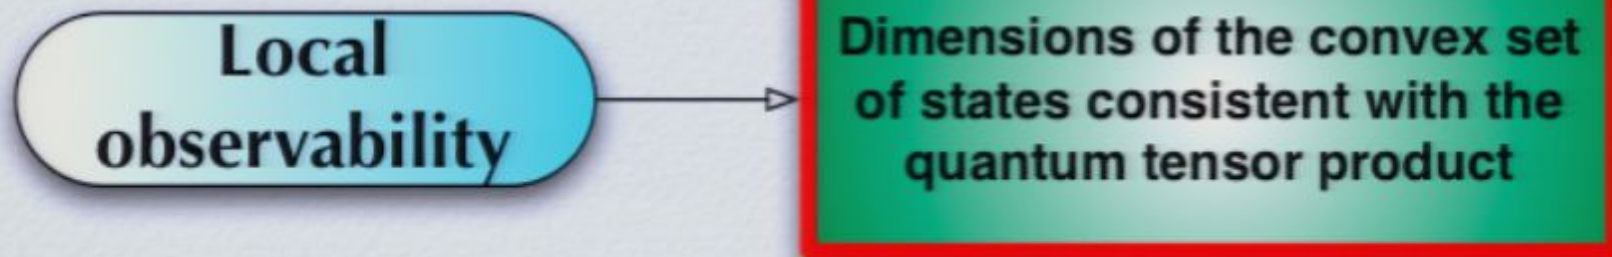 Local
observability
Dimensions of the convex set
of states consistent with the
quantum tensor product